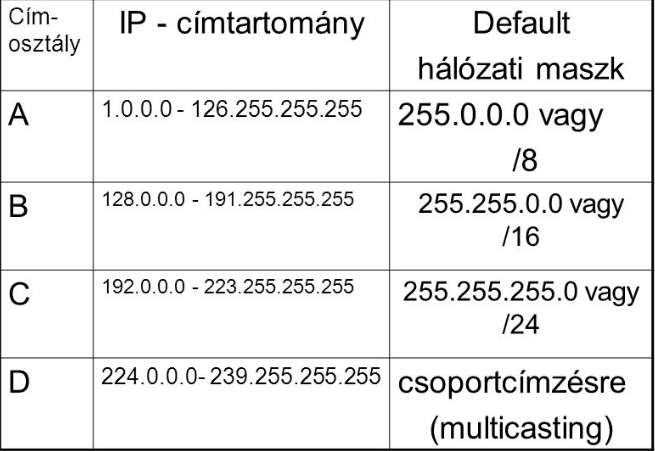 Cím-
osztály
IP - címtartomány
Default
hálózati maszk
A
1.0.0.0 - 126.255.255.255
255.0.0.0 vagy
/8
B
128.0.0.0 - 191.255.255.255
255.255.0.0 vagy
/16
C
192.0.0.0 - 223.255.255.255
255.255.255.0 vagy
/24
D
224.0.0.0- 239.255.255.255
csoportcímzésre
(multicasting)